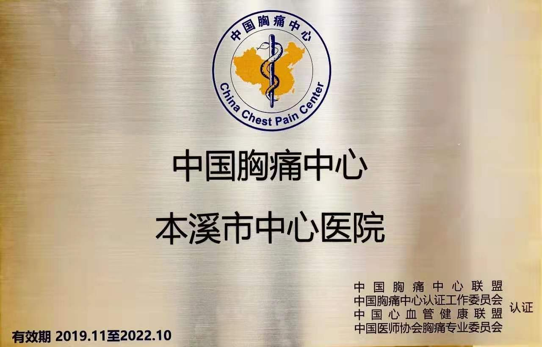 中国胸痛中心
China Chest Pain Center
中国胸痛中心
本溪市中心医院
中国胸痛中心联盟
中国胸痛中心认证工作委员会
中国心血管健康联盟
中国医师协会胸痛专业委员会
认证
有效期 2019.11至2022.10